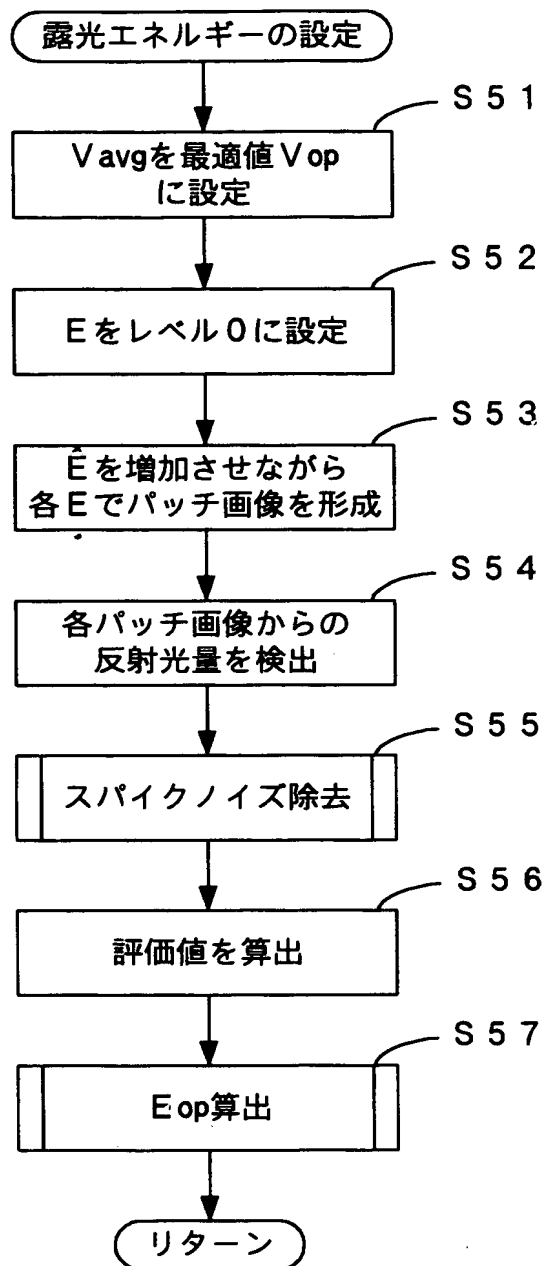 露光エネルギーの設定
S51
Vavgを最適値Vop
に設定
S52
Eをレベル0に設定
S53
Eを増加させながら
各Eでパッチ画像を形成
S54
各パッチ画像からの
反射光量を検出
S55
スパイクノイズ除去
S56
評価値を算出
S57
Eop算出
リターン